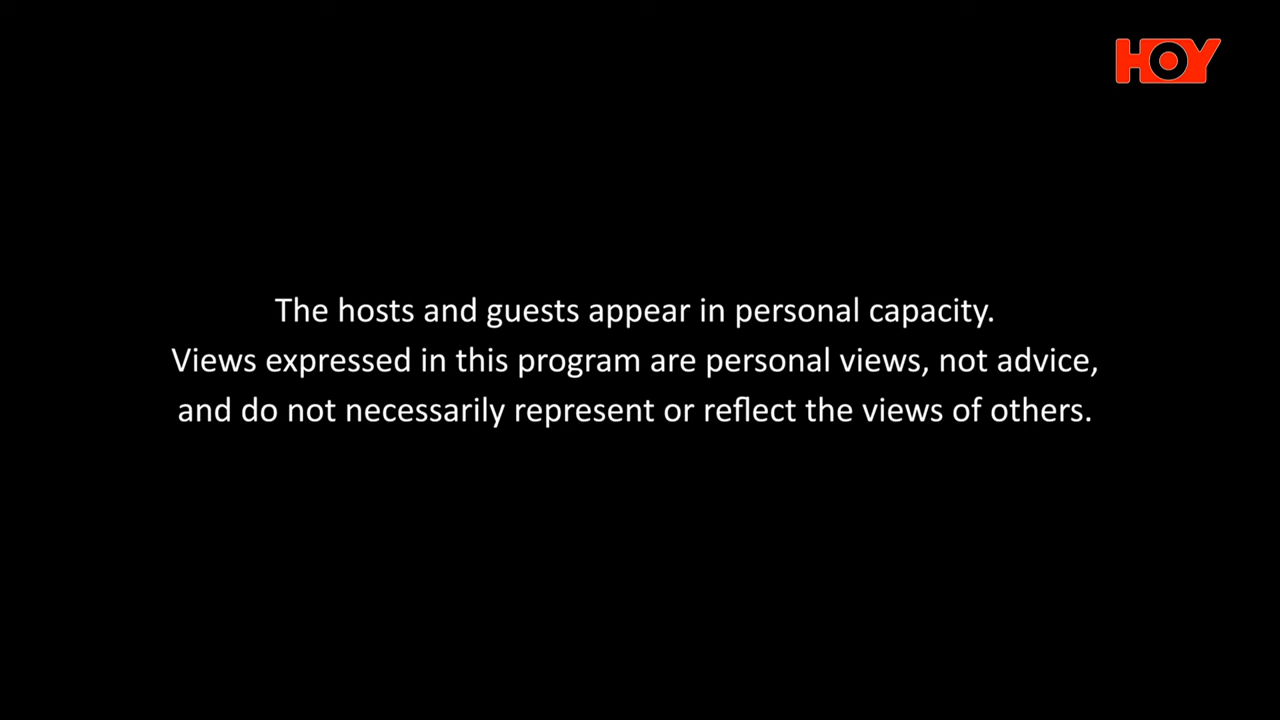 HOY
The hosts and guests appear in personal capacity.
Views expressed in this program are personal views, not advice,
and do not necessarily represent or reflect the views of others.